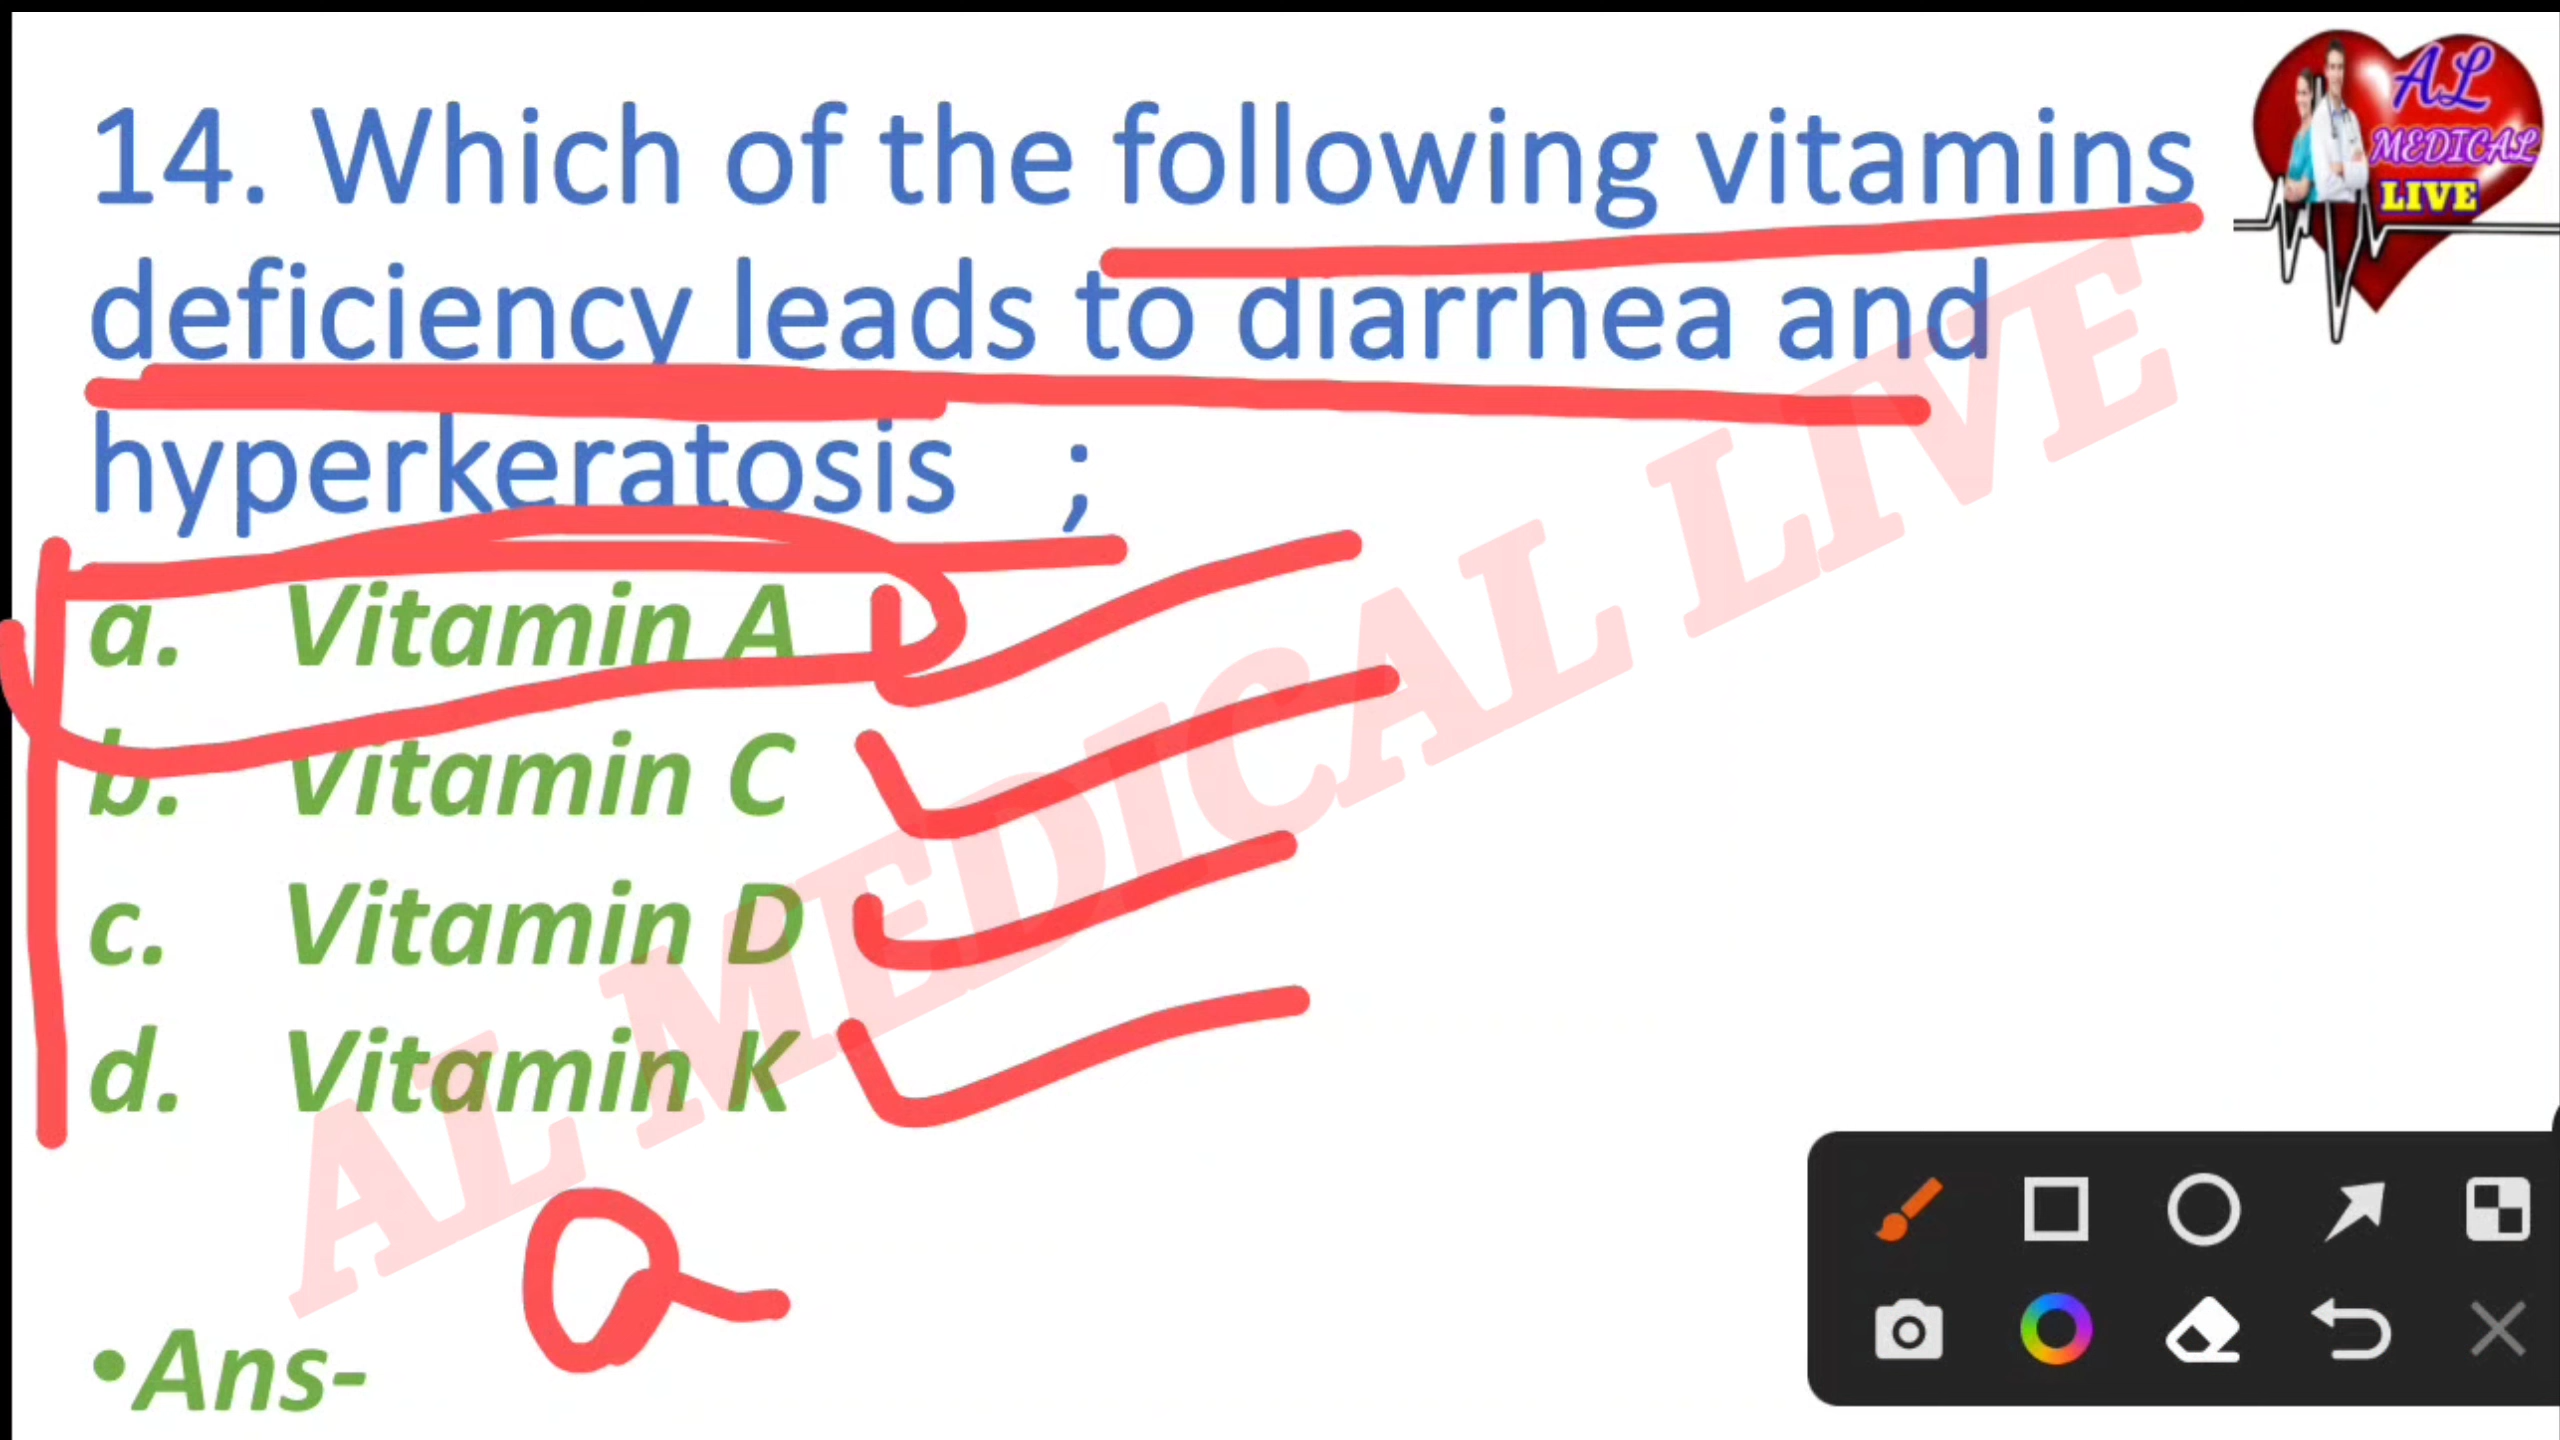 14. Which of the following vitamins
deficiency leads to diarrhea and
hyperkeratosis ;
a. Vitamin A
b. Vitamin C
c. Vitamin D
d. Vitamin K
a
•Ans-
AL
MEDICAL
LIVE
AL MEDICAL LIVE